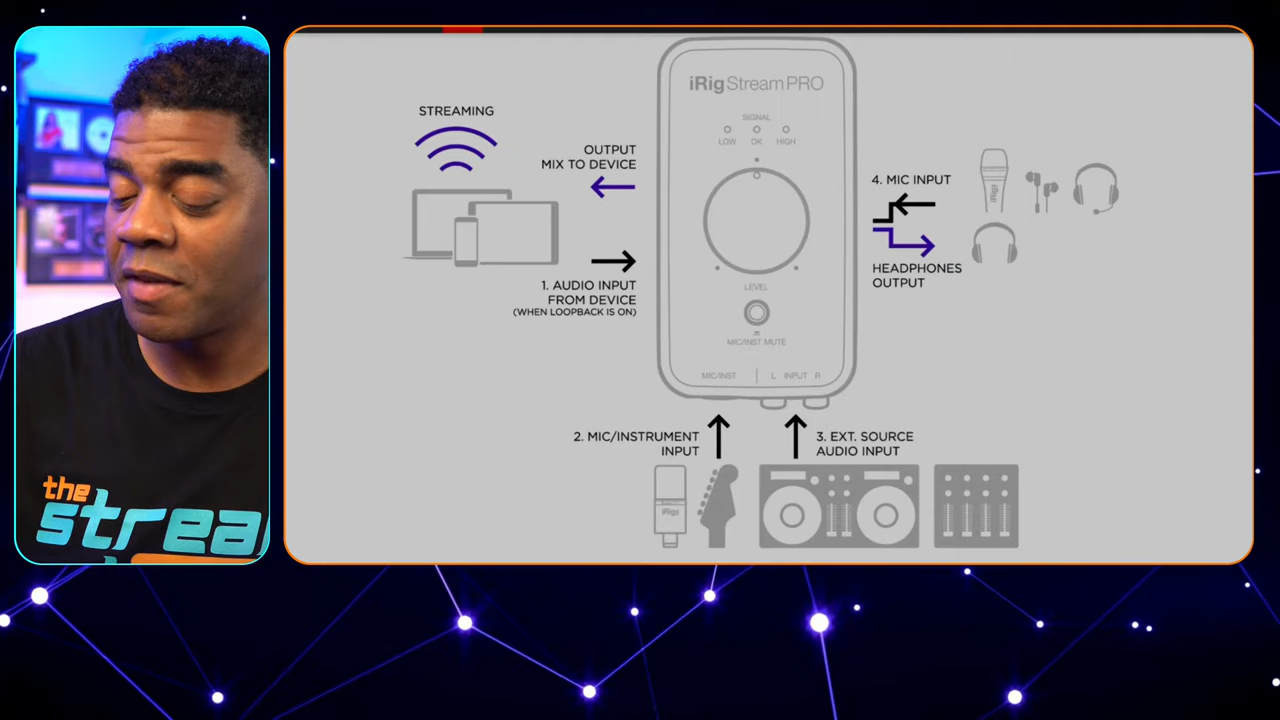 the
strea
iRig Stream PRO
SIGNAL
LOW OK HIGH
STREAMING
OUTPUT
MIX TO DEVICE
1. AUDIO INPUT
FROM DEVICE
(WHEN LOOPBACK IS ON)
4. MIC INPUT
iRig
HEADPHONES
OUTPUT
LEVEL
MIC/INST MUTE
MIC/INST L INPUT R
2. MIC/INSTRUMENT
INPUT
3. EXT. SOURCE
AUDIO INPUT
iRig